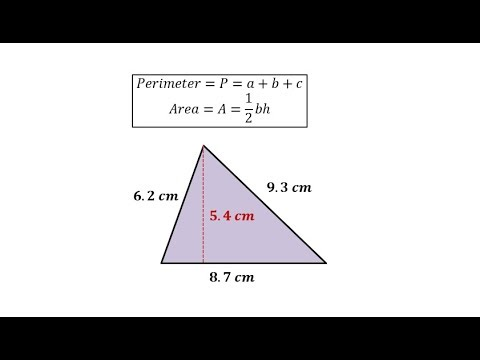 Perimeter = P = a + b + c
Area = A = 1/2 bh
6.2 cm
9.3 cm
5.4 cm
8.7 cm